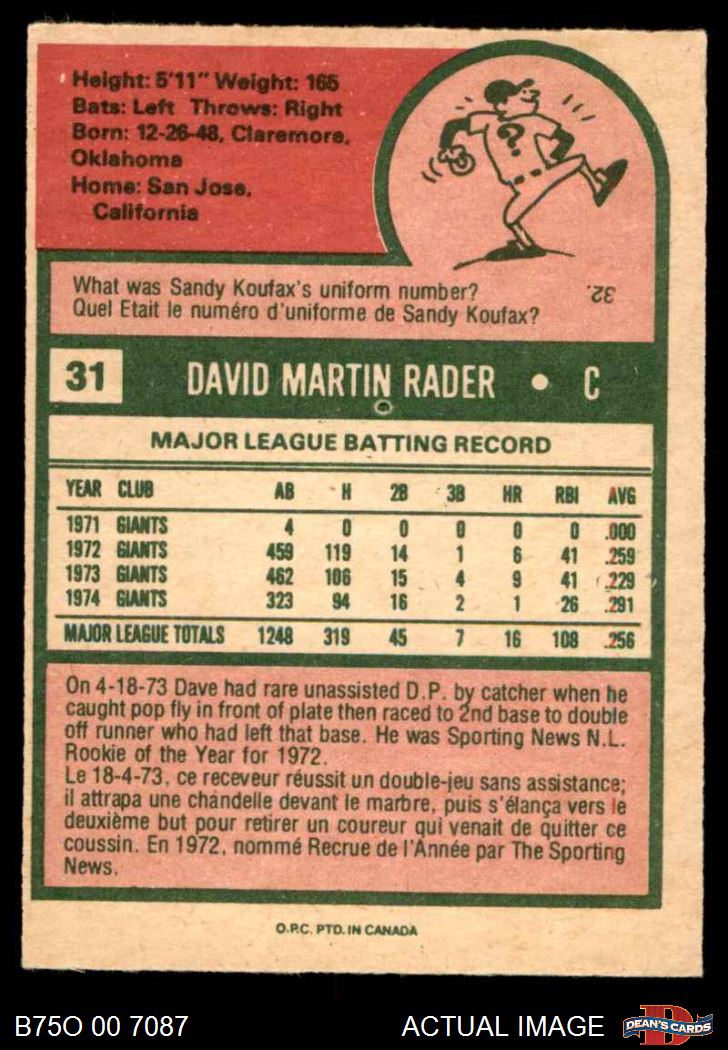 Height: 5'11" Weight: 165
Bats: Left Throws: Right
Born: 12-26-48, Claremore,
Oklahoma
Home: San Jose,
California
?
What was Sandy Koufax's uniform number?
Quel Etait le numéro d'uniforme de Sandy Koufax?
32.
31 DAVID MARTIN RADER • C
MAJOR LEAGUE BATTING RECORD
YEAR CLUB AB H 2B 3B HR RBI AVG
1971 GIANTS 4 0 0 0 0 0 .000
1972 GIANTS 459 119 14 1 6 41 .259
1973 GIANTS 462 106 15 4 9 41 .229
1974 GIANTS 323 94 16 2 1 26 .291
MAJOR LEAGUE TOTALS 1248 319 45 7 16 108 .256
On 4-18-73 Dave had rare unassisted D.P. by catcher when he
caught pop fly in front of plate then raced to 2nd base to double
off runner who had left that base. He was Sporting News N.L.
Rookie of the Year for 1972.
Le 18-4-73, ce receveur réussit un double-jeu sans assistance;
il attrapa une chandelle devant le marbre, puis s'élança vers le
deuxième but pour retirer un coureur qui venait de quitter ce
coussin. En 1972, nommé Recrue de l'Année par The Sporting
News.
O.P.C. PTD. IN CANADA
B75O 00 7087 ACTUAL IMAGE D DEAN'S CARDS